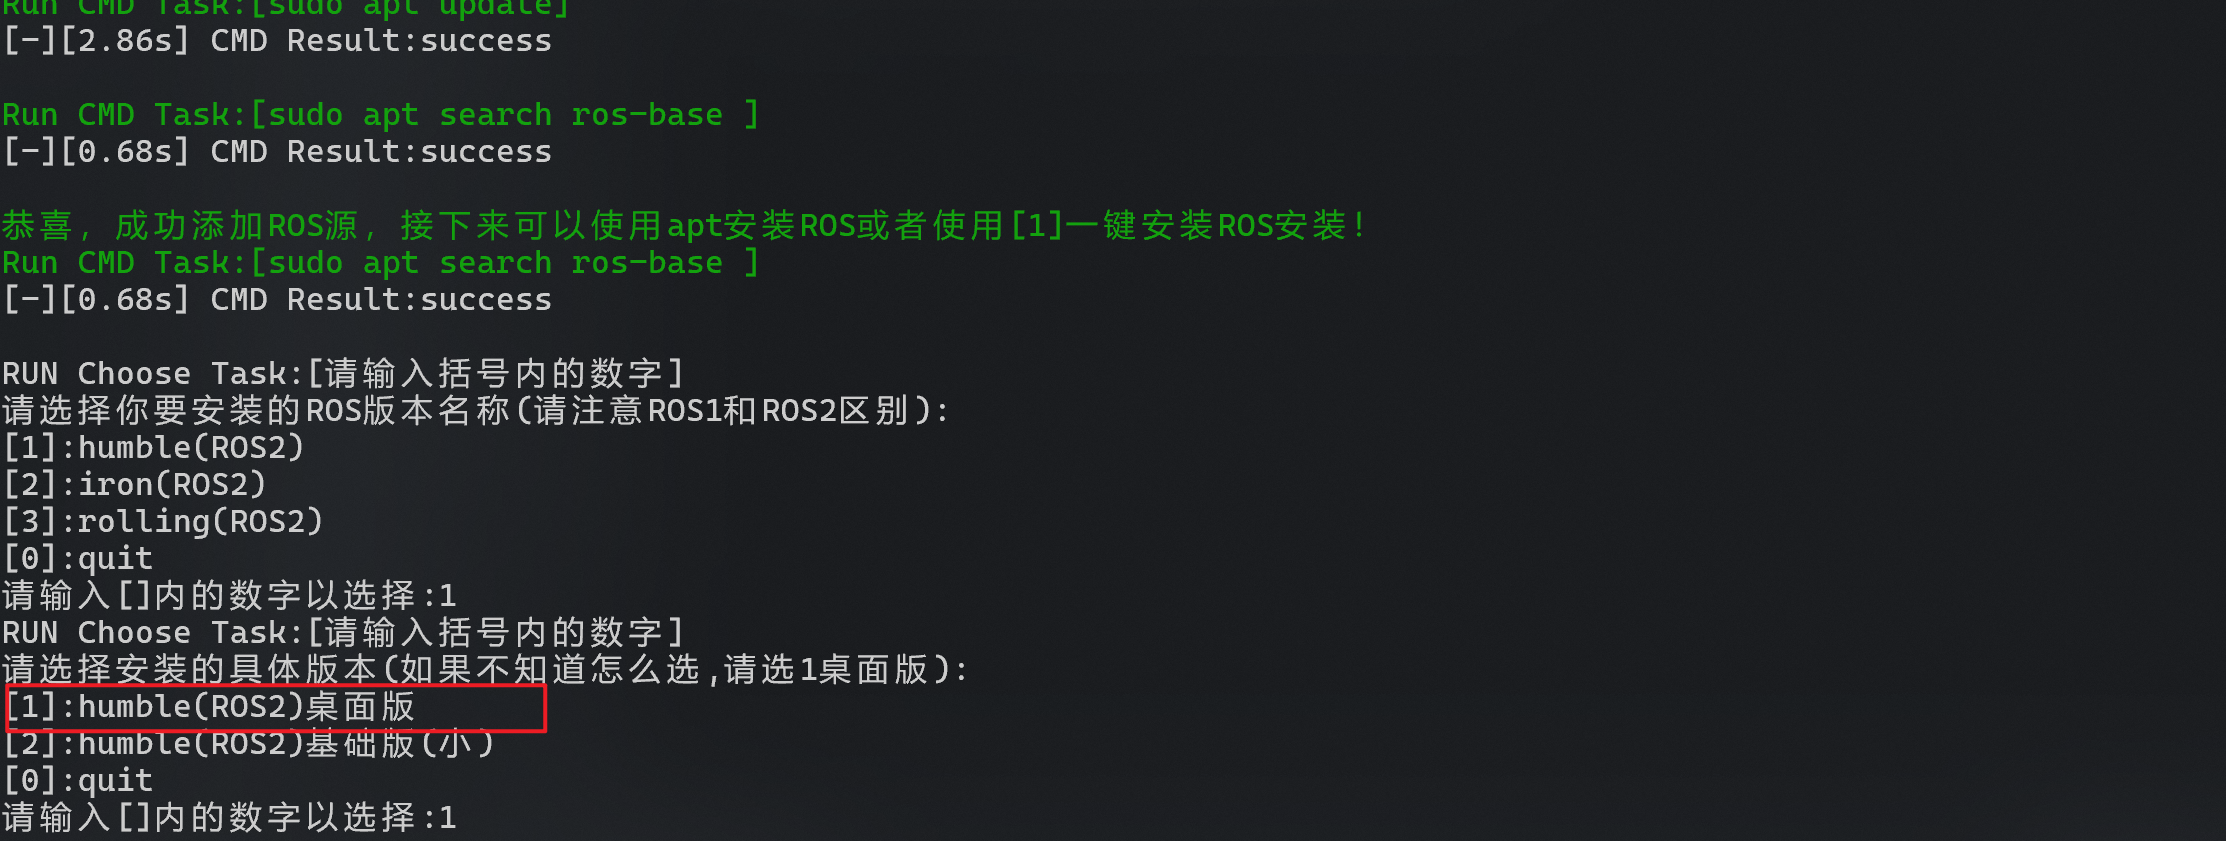 Run CMD Task:[sudo apt update]
[-][2.86s] CMD Result:success
Run CMD Task:[sudo apt search ros-base ]
[-][0.68s] CMD Result:success
恭喜，成功添加ROS源，接下来可以使用apt安装ROS或者使用[1]一键安装ROS安装！
Run CMD Task:[sudo apt search ros-base ]
[-][0.68s] CMD Result:success
RUN Choose Task:[请输入括号内的数字]
请选择你要安装的ROS版本名称(请注意ROS1和ROS2区别):
[1]:humble(ROS2)
[2]:iron(ROS2)
[3]:rolling(ROS2)
[0]:quit
请输入[]内的数字以选择:1
RUN Choose Task:[请输入括号内的数字]
请选择安装的具体版本(如果不知道怎么选,请选1桌面版):
[1]:humble(ROS2)桌面版
[2]:humble(ROS2)基础版(小)
[0]:quit
请输入[]内的数字以选择:1